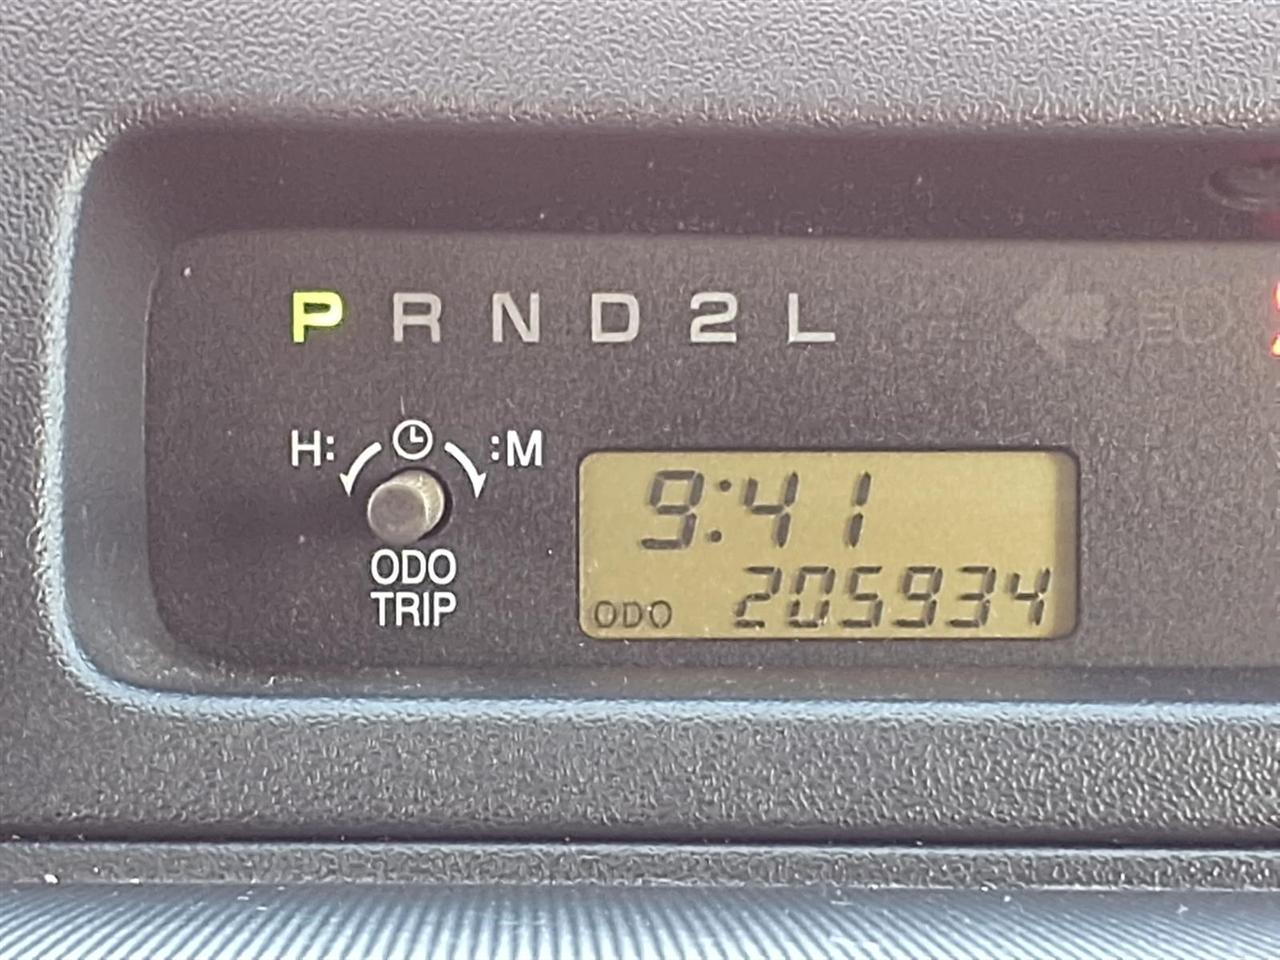 P R N D 2 L
H: :M
ODO
TRIP
9:41
ODO 205934